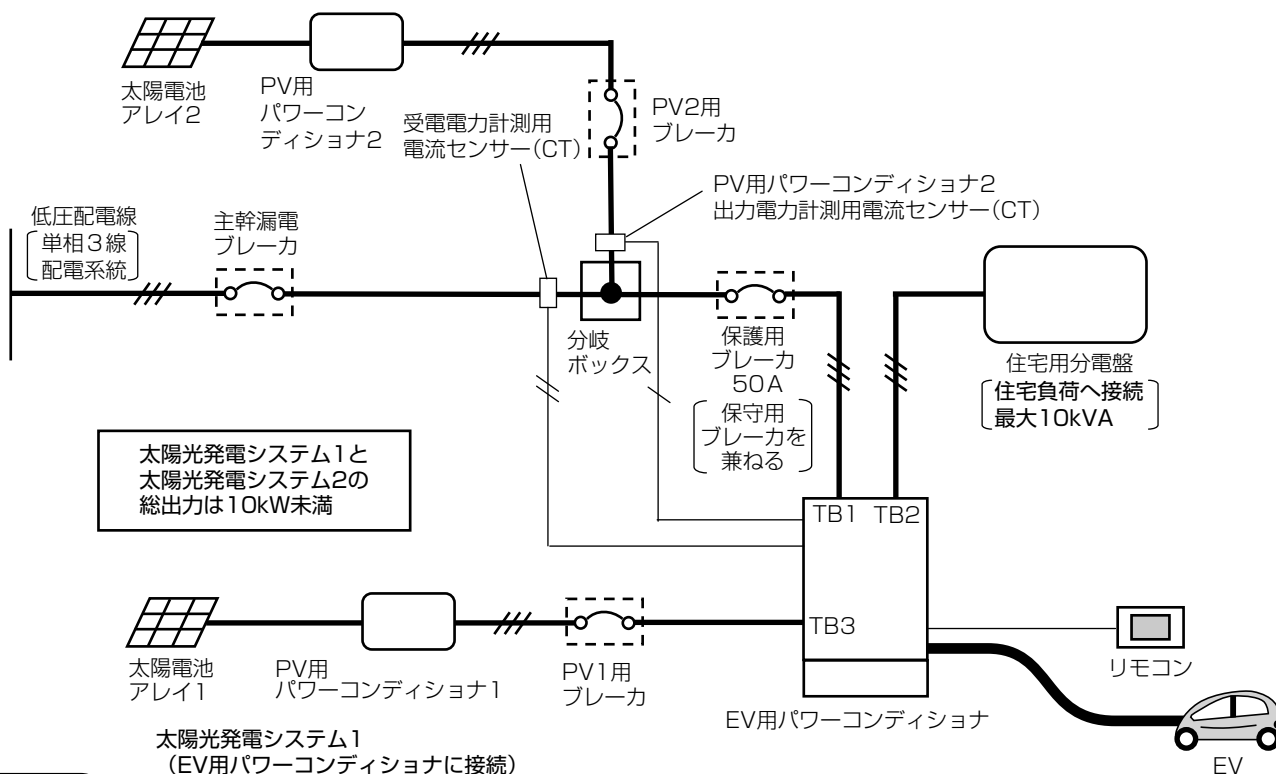 太陽電池
アレイ2
PV用
パワーコン
ディショナ2
受電電力計測用
電流センサー(CT)
PV2用
ブレーカ
PV用パワーコンディショナ2
出力電力計測用電流センサー(CT)
低圧配電線
単相3線
配電系統
主幹漏電
ブレーカ
分岐
ボックス
保護用
ブレーカ
50A
保守用
ブレーカを
兼ねる
住宅用分電盤
住宅負荷へ接続
最大10kVA
太陽光発電システム1と
太陽光発電システム2の
総出力は10kW未満
TB1 TB2
TB3
太陽電池
アレイ1
PV用
パワーコンディショナ1
PV1用
ブレーカ
EV用パワーコンディショナ
リモコン
EV
太陽光発電システム1
(EV用パワーコンディショナに接続)